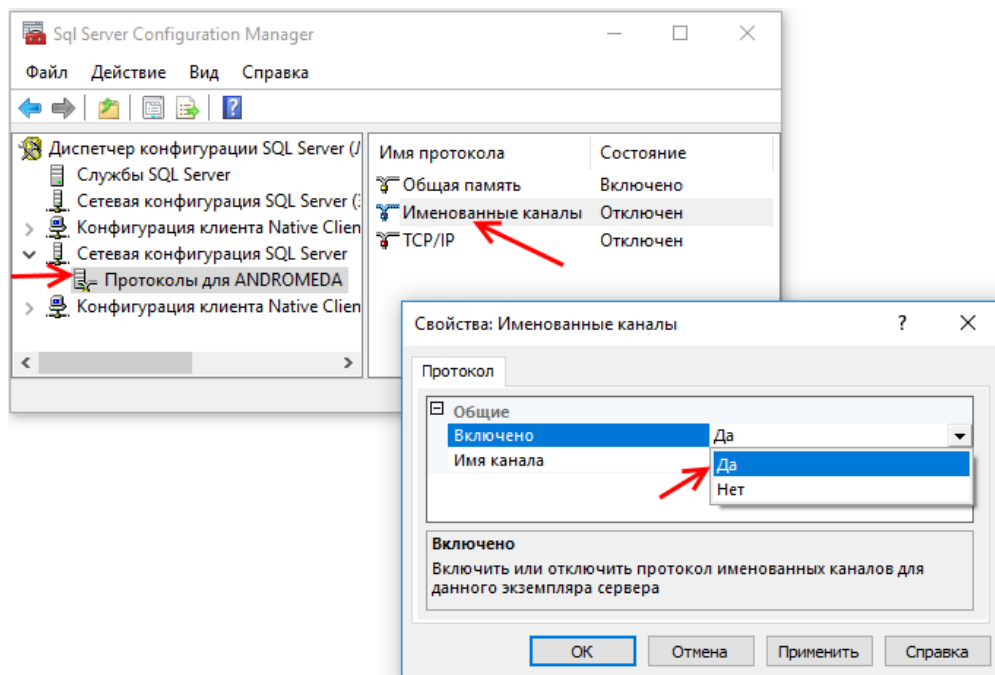 Sql Server Configuration Manager
Файл Действие Вид Справка
Диспетчер конфигурации SQL Server (Л
Службы SQL Server
Сетевая конфигурация SQL Server (3
Конфигурация клиента Native Clien
Сетевая конфигурация SQL Server
Протоколы для ANDROMEDA
Конфигурация клиента Native Clien
Имя протокола Состояние
Общая память Включено
Именованные каналы Отключен
TCP/IP Отключен
Свойства: Именованные каналы
Протокол
Общие
Включено Да
Имя канала
Да
Нет
Включено
Включить или отключить протокол именованных каналов для
данного экземпляра сервера
OK Отмена Применить Справка